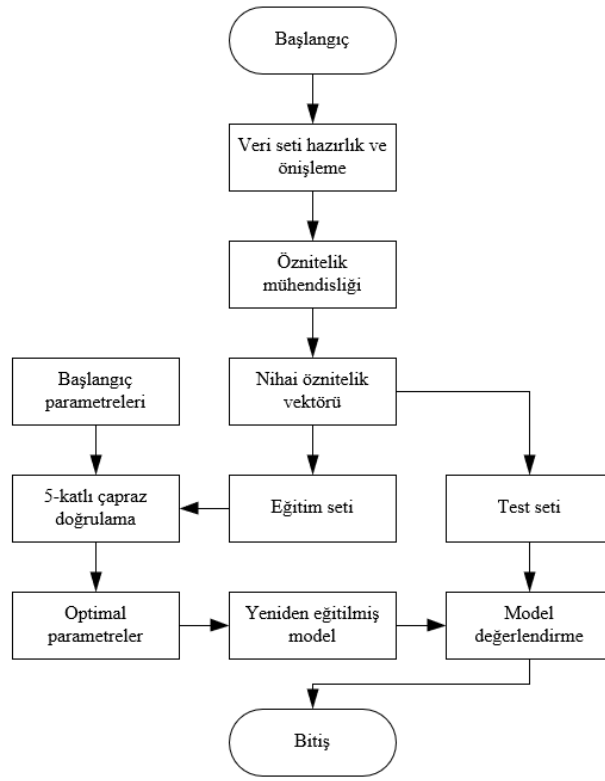 Başlangıç
Veri seti hazırlık ve
önişleme
Öznitelik
mühendisliği
Başlangıç
parametreleri
Nihai öznitelik
vektörü
5-katlı çapraz
doğrulama
Eğitim seti
Test seti
Optimal
parametreler
Yeniden eğitilmiş
model
Model
değerlendirme
Bitiş